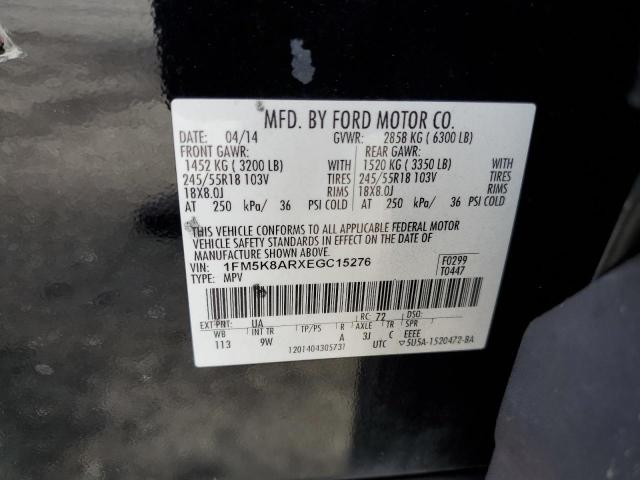 MFD. BY FORD MOTOR CO.
DATE: 04/14 GVWR: 2858 KG ( 6300 LB)
FRONT GAWR: REAR GAWR:
1452 KG ( 3200 LB) WITH 1520 KG ( 3350 LB) WITH
245/55R18 103V TIRES 245/55R18 103V TIRES
18X8.0J RIMS 18X8.0J RIMS
AT 250 kPa/ 36 PSI COLD AT 250 kPa/ 36 PSI COLD
THIS VEHICLE CONFORMS TO ALL APPLICABLE FEDERAL MOTOR
VEHICLE SAFETY STANDARDS IN EFFECT ON THE DATE OF
MANUFACTURE SHOWN ABOVE.
VIN: 1FM5K8ARXEGC15276 F0299
TYPE: MPV T0447
EXT PNT: UA RC: 72 DSO:
WB INT TR TP/PS R AXLE TR SPR
113 9W A 3J C EEEE
1201404305731 UTC 5U5A-1520472-BA